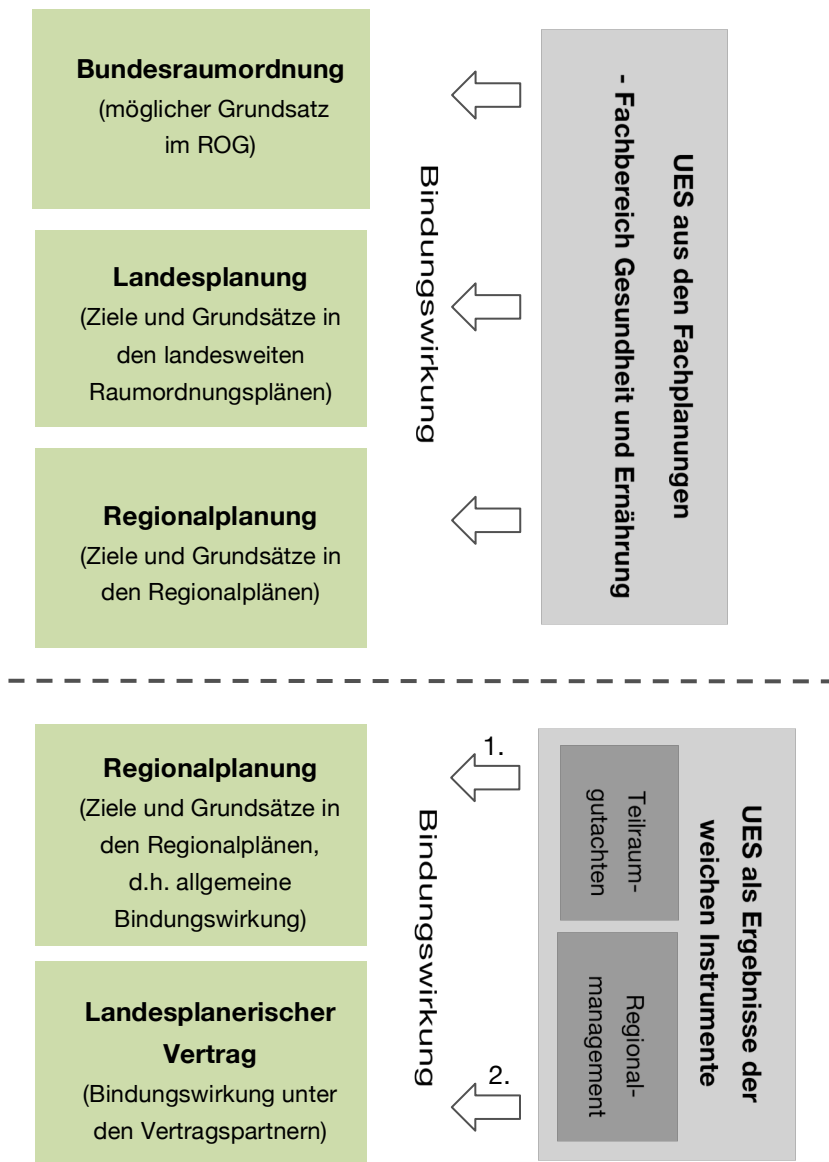 Bundesraumordnung
(möglicher Grundsatz
im ROG)
Landesplanung
(Ziele und Grundsätze in
den landesweiten
Raumordnungsplänen)
Regionalplanung
(Ziele und Grundsätze in
den Regionalplänen)
Bindungswirkung
UES aus den Fachplanungen
- Fachbereich Gesundheit und Ernährung
Regionalplanung
(Ziele und Grundsätze in
den Regionalplänen,
d.h. allgemeine
Bindungswirkung)
Landesplanerischer
Vertrag
(Bindungswirkung unter
den Vertragspartnern)
1.
Bindungswirkung
2.
UES als Ergebnisse der
weichen Instrumente
Teilraum-
gutachten
Regional-
management